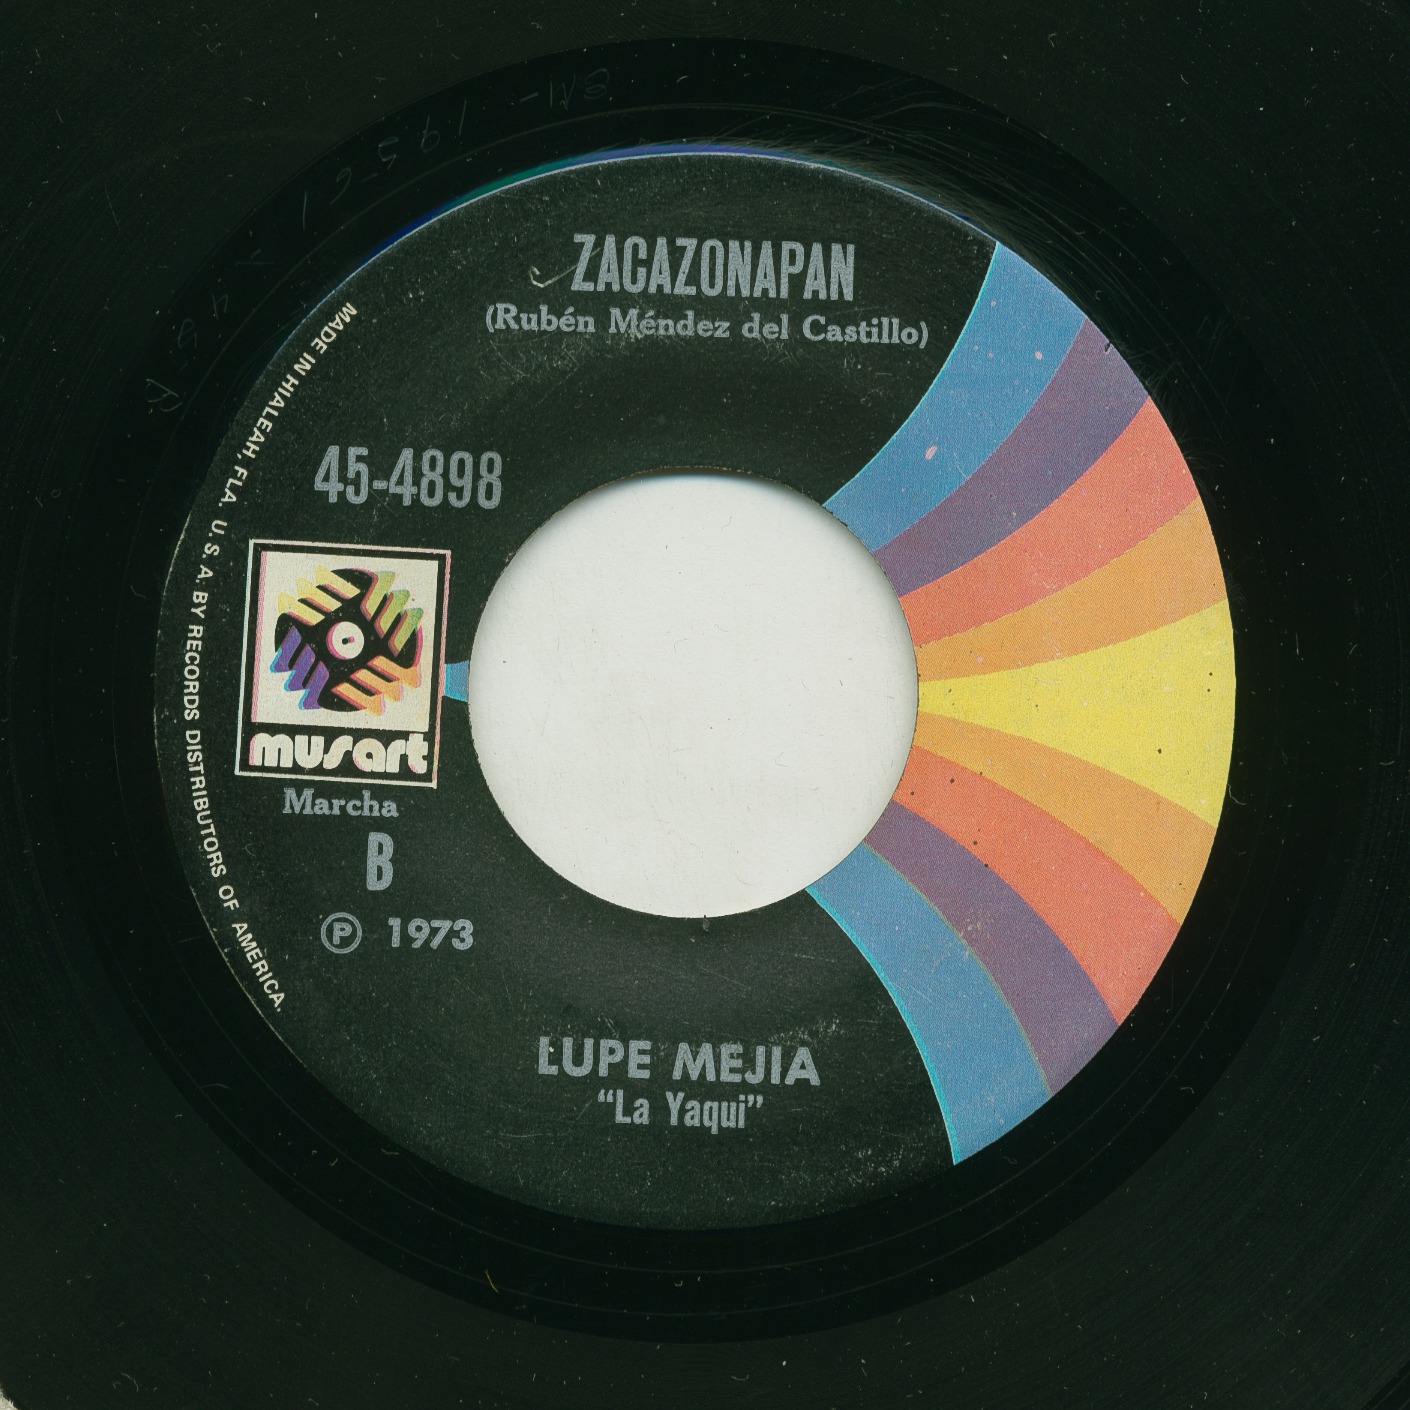 ZACAZONAPAN
(Rubén Méndez del Castillo)
45-4898
musart
Marcha
B
Ⓟ 1973
LUPE MEJIA
“La Yaqui”
MADE IN HIALEAH, FLA. U. S. A. BY RECORDS DISTRIBUTORS OF AMERICA.